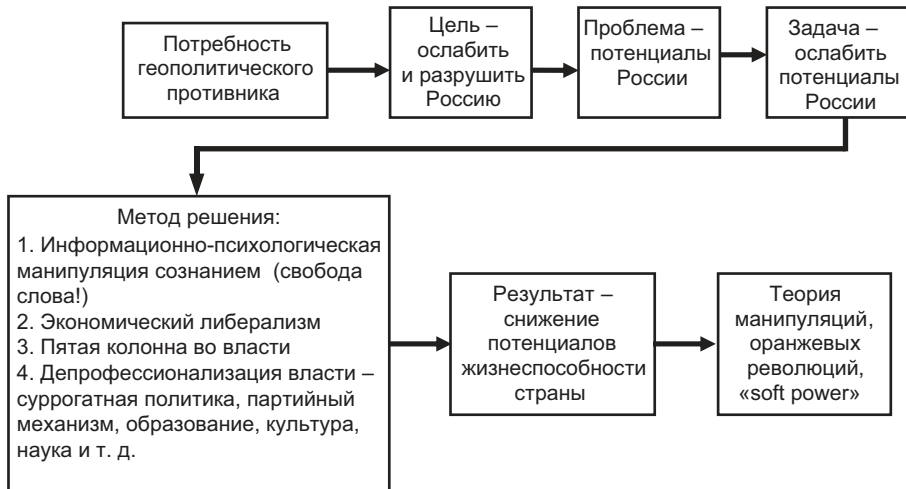 Потребность
геополитического
противника
Цель –
ослабить
и разрушить
Россию
Проблема –
потенциалы
России
Задача –
ослабить
потенциалы
России
Метод решения:
1. Информационно-психологическая
манипуляция сознанием (свобода
слова!)
2. Экономический либерализм
3. Пятая колонна во власти
4. Депрофессионализация власти –
суррогатная политика, партийный
механизм, образование, культура,
наука и т. д.
Результат –
снижение
потенциалов
жизнеспособности
страны
Теория
манипуляций,
оранжевых
революций,
«soft power»